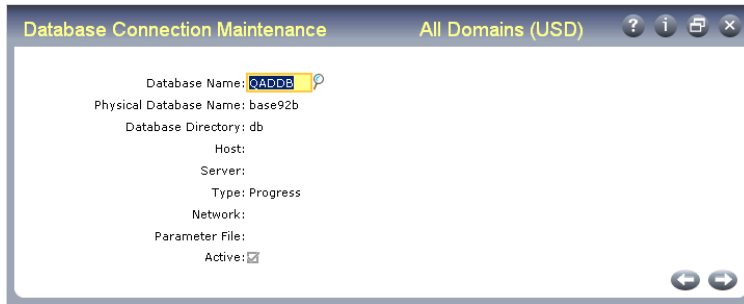 Database Connection Maintenance All Domains (USD) ? i
Database Name: QADDB
Physical Database Name: base92b
Database Directory: db
Host:
Server:
Type: Progress
Network:
Parameter File:
Active: